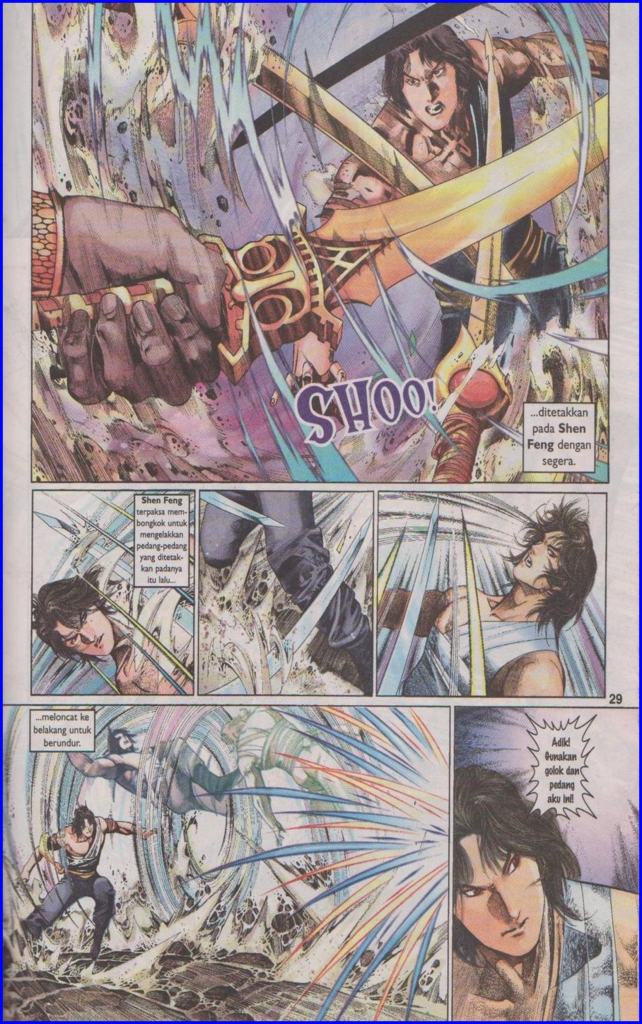 SHOO!
...ditetakkan
pada Shen
Feng dengan
segera.
Shen Feng
terpaksa mem-
bongkok untuk
mengelakkan
pedang-pedang
yang ditetak-
kan padanya
itu lalu...
29
...meloncat ke
belakang untuk
berundur.
Adik!
Gunakan
golok dan
pedang
aku ini!